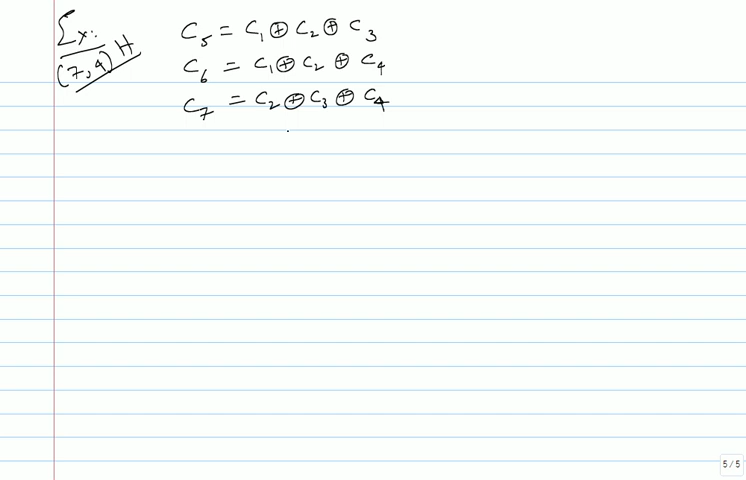 Ex:
(7,4) H
C5 = C1 ⊕ C2 ⊕ C3
C6 = C1 ⊕ C2 ⊕ C4
C7 = C2 ⊕ C3 ⊕ C4
5/5